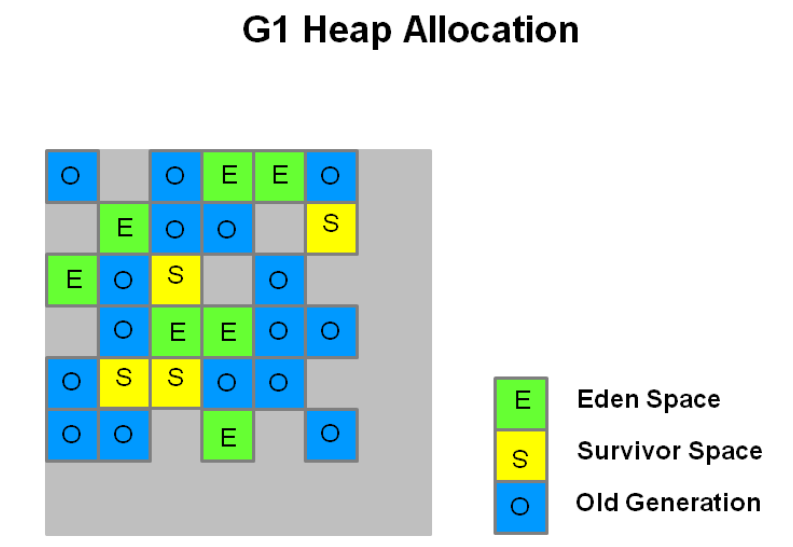 G1 Heap Allocation
O O E E O
E O O S
E O S O
O E E O O
O S S O O
O O E O
E Eden Space
S Survivor Space
O Old Generation